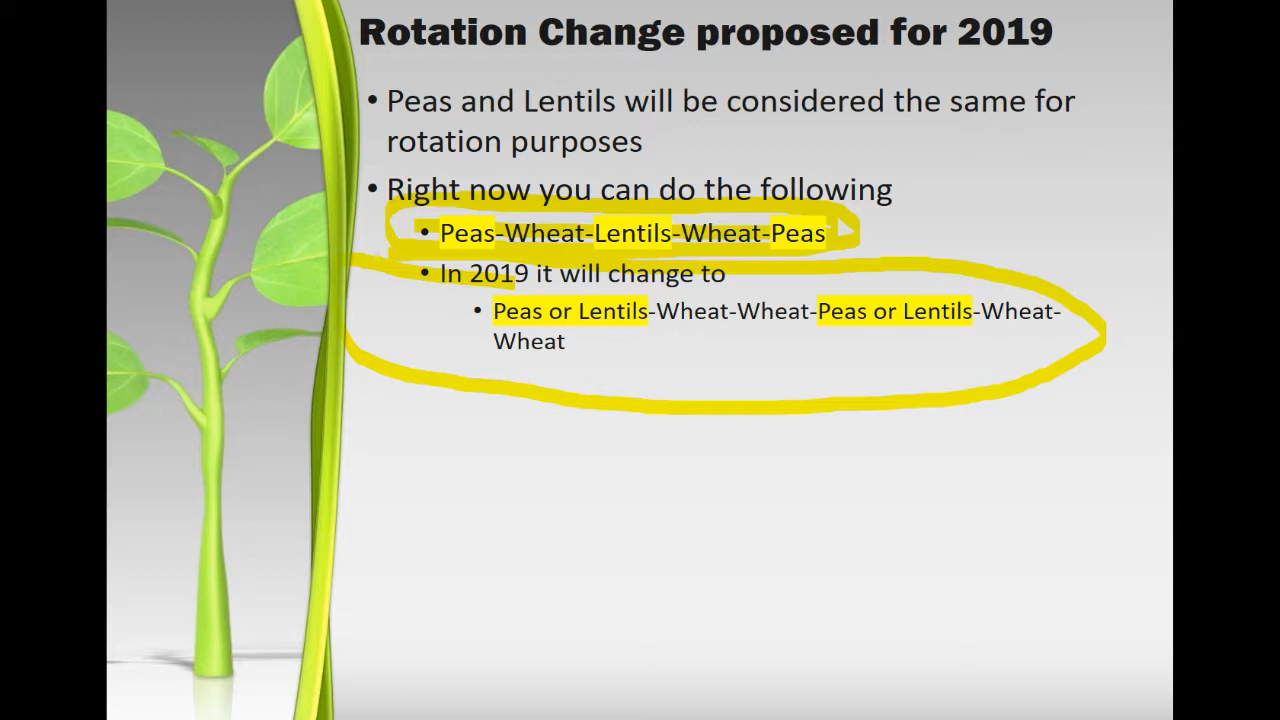 Rotation Change proposed for 2019
• Peas and Lentils will be considered the same for
rotation purposes
• Right now you can do the following
• Peas-Wheat-Lentils-Wheat-Peas
• In 2019 it will change to
• Peas or Lentils-Wheat-Wheat-Peas or Lentils-Wheat-
Wheat